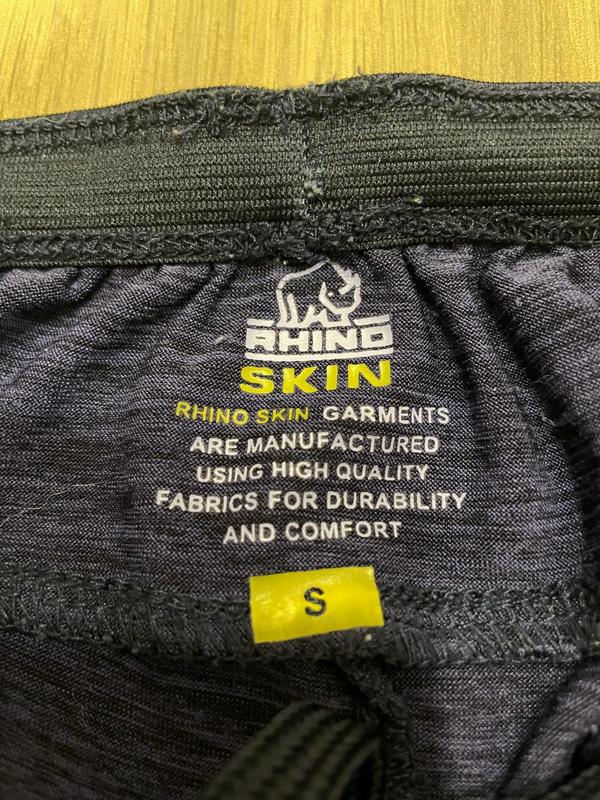 RHINO
SKIN
RHINO SKIN GARMENTS
ARE MANUFACTURED
USING HIGH QUALITY
FABRICS FOR DURABILITY
AND COMFORT
S